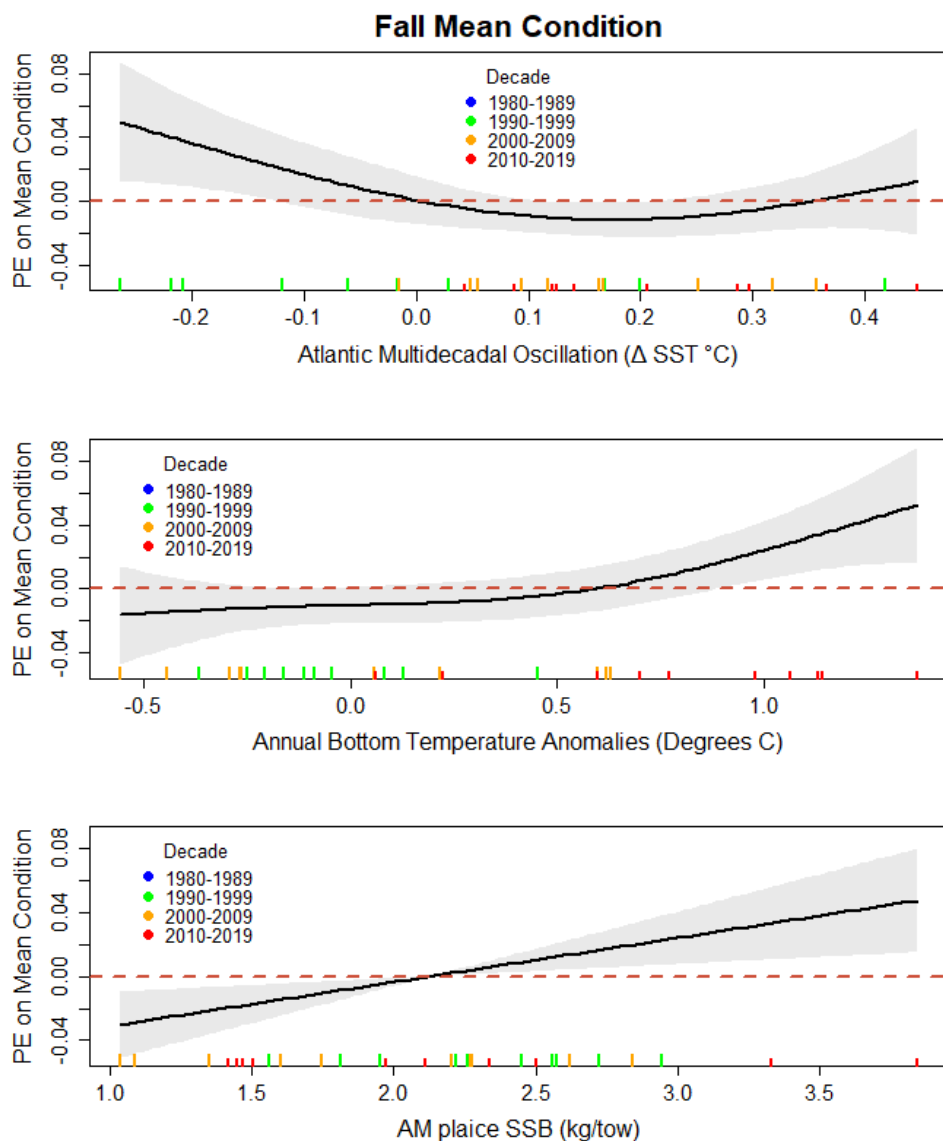 Fall Mean Condition
PE on Mean Condition
0.08
0.04
0.00
-0.04
Decade
1980-1989
1990-1999
2000-2009
2010-2019
-0.2 -0.1 0.0 0.1 0.2 0.3 0.4
Atlantic Multidecadal Oscillation (Δ SST °C)
PE on Mean Condition
0.08
0.04
0.00
-0.04
Decade
1980-1989
1990-1999
2000-2009
2010-2019
-0.5 0.0 0.5 1.0
Annual Bottom Temperature Anomalies (Degrees C)
PE on Mean Condition
0.08
0.04
0.00
-0.04
Decade
1980-1989
1990-1999
2000-2009
2010-2019
1.0 1.5 2.0 2.5 3.0 3.5
AM plaice SSB (kg/tow)